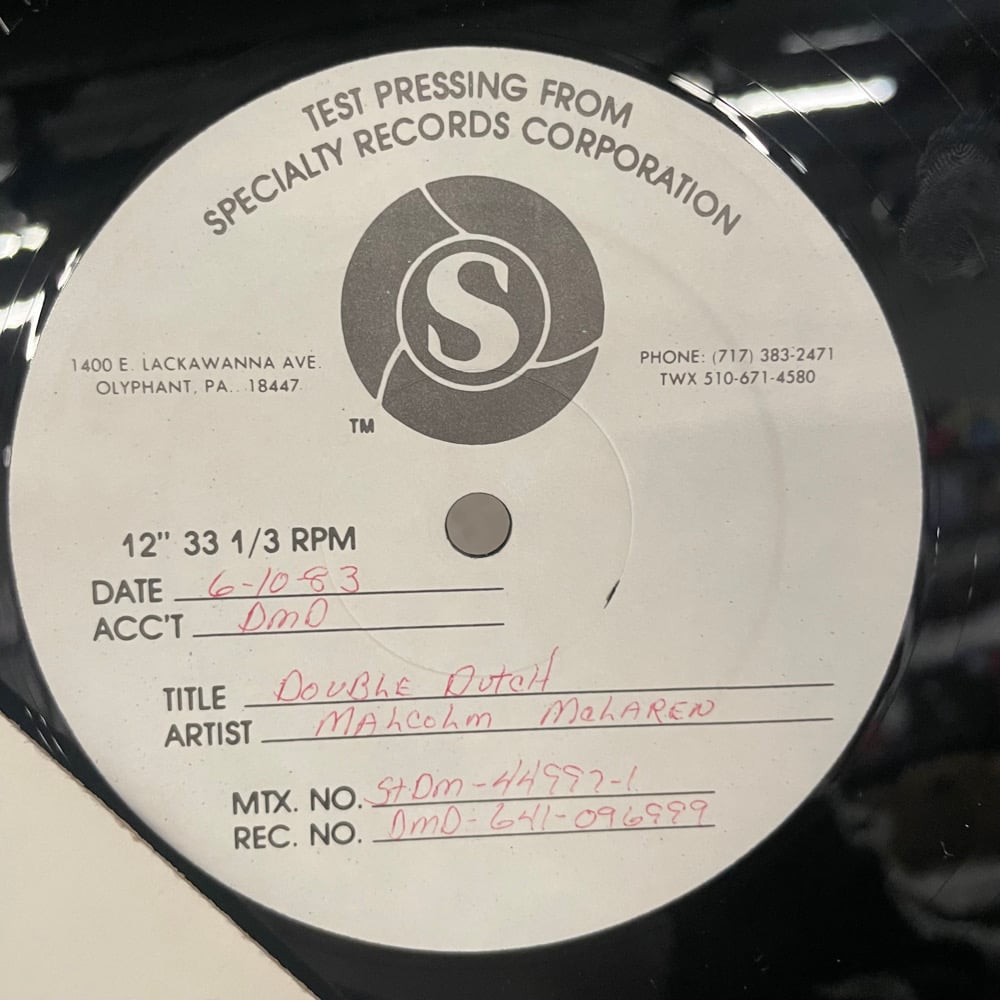 TEST PRESSING FROM
SPECIALTY RECORDS CORPORATION
S
TM
1400 E. LACKAWANNA AVE.
OLYPHANT, PA. 18447
PHONE: (717) 383-2471
TWX 510-671-4580
12" 33 1/3 RPM
DATE 6-10-83
ACC'T DMD
TITLE DOUBLE DUTCH
ARTIST MALCOLM McLAREN
MTX. NO. StDm-44997-1
REC. NO. DMD-641-096999